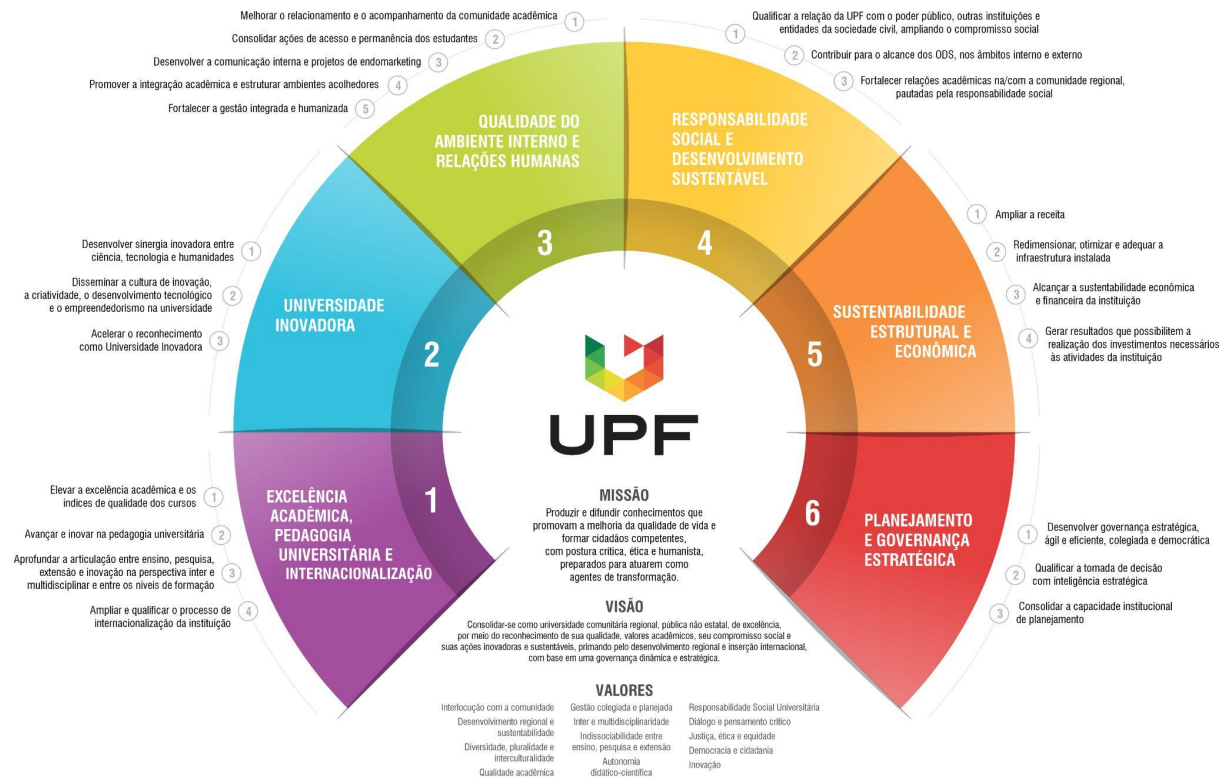 Melhorar o relacionamento e o acompanhamento da comunidade acadêmica
1
Consolidar ações de acesso e permanência dos estudantes
2
Desenvolver a comunicação interna e projetos de endomarketing
3
Promover a integração acadêmica e estruturar ambientes acolhedores
4
Fortalecer a gestão integrada e humanizada
5
QUALIDADE DO
AMBIENTE INTERNO E
RELAÇÕES HUMANAS
3
1
Qualificar a relação da UPF com o poder público, outras instituições e
entidades da sociedade civil, ampliando o compromisso social
2
Contribuir para o alcance dos ODS, nos âmbitos interno e externo
3
Fortalecer relações acadêmicas na/com a comunidade regional,
pautadas pela responsabilidade social
RESPONSABILIDADE
SOCIAL E
DESENVOLVIMENTO
SUSTENTÁVEL
4
Desenvolver sinergia inovadora entre
ciência, tecnologia e humanidades
1
Disseminar a cultura de inovação,
a criatividade, o desenvolvimento tecnológico
e o empreendedorismo na universidade
2
Acelerar o reconhecimento
como Universidade Inovadora
3
UNIVERSIDADE
INOVADORA
2
1
Ampliar a receita
2
Redimensionar, otimizar e adequar a
infraestrutura instalada
3
Alcançar a sustentabilidade econômica
e financeira da instituição
4
Gerar resultados que possibilitem a
realização dos investimentos necessários
às atividades da instituição
SUSTENTABILIDADE
ESTRUTURAL E
ECONÔMICA
5
Elevar a excelência acadêmica e os
índices de qualidade dos cursos
1
Avançar e inovar na pedagogia universitária
2
Aprofundar a articulação entre ensino, pesquisa,
extensão e inovação na perspectiva inter e
multidisciplinar e entre os níveis de formação
3
Ampliar e qualificar o processo de
internacionalização da instituição
4
EXCELÊNCIA
ACADÊMICA,
PEDAGOGIA
UNIVERSITÁRIA E
INTERNACIONALIZAÇÃO
1
6
PLANEJAMENTO
E GOVERNANÇA
ESTRATÉGICA
1
Desenvolver governança estratégica,
ágil e eficiente, colegiada e democrática
2
Qualificar a tomada de decisão
com inteligência estratégica
3
Consolidar a capacidade institucional
de planejamento
UPF
MISSÃO
Produzir e difundir conhecimentos que
promovam a melhoria da qualidade de vida e
formar cidadãos competentes,
com postura crítica, ética e humanista,
preparados para atuarem como
agentes de transformação.
VISÃO
Consolidar-se como universidade comunitária regional, pública não estatal, de excelência,
por meio do reconhecimento de sua qualidade, valores acadêmicos, seu compromisso social e
suas ações inovadoras e sustentáveis, primando pelo desenvolvimento regional e inserção internacional,
com base em uma governança dinâmica e estratégica.
VALORES
Interlocução com a comunidade
Desenvolvimento regional e
sustentabilidade
Diversidade, pluralidade e
interculturalidade
Qualidade acadêmica
Gestão colegiada e planejada
Inter e multidisciplinaridade
Indissociabilidade entre
ensino, pesquisa e extensão
Autonomia
didático-científica
Responsabilidade Social Universitária
Diálogo e pensamento crítico
Justiça, ética e equidade
Democracia e cidadania
Inovação